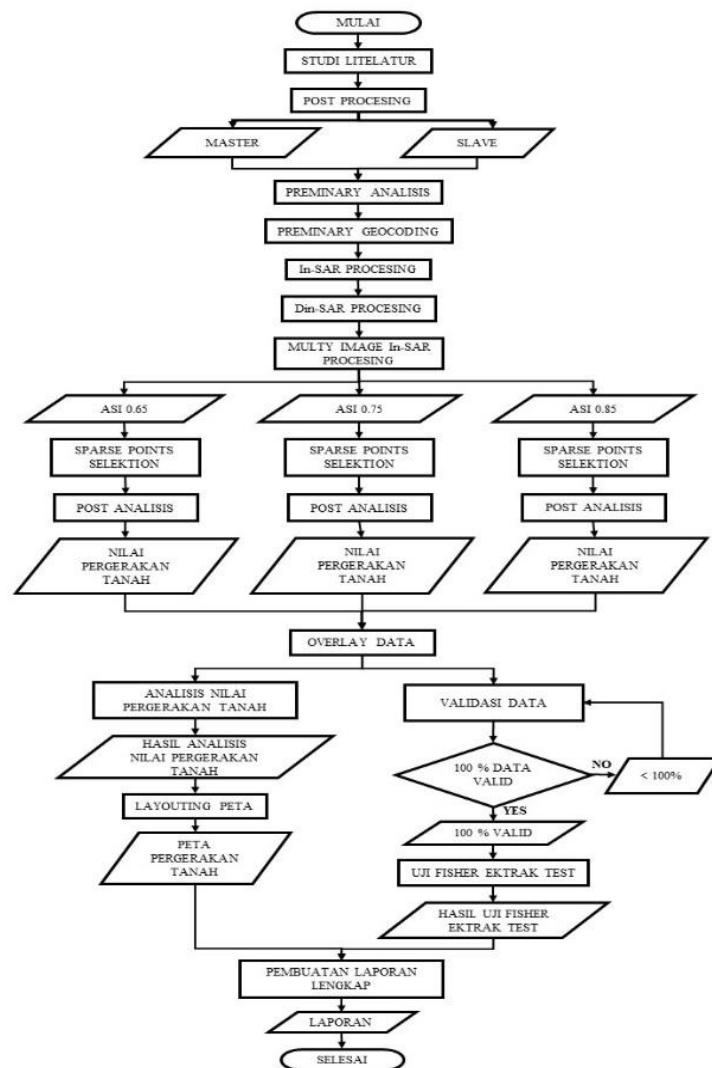 MULAI
STUDI LITELATUR
POST PROCESING
MASTER
SLAVE
PREMINARY ANALISIS
PREMINARY GEOCODING
In-SAR PROCESING
Din-SAR PROCESING
MULTY IMAGE In-SAR
PROCESING
ASI 0.65
ASI 0.75
ASI 0.85
SPARSE POINTS
SELEKTION
SPARSE POINTS
SELEKTION
SPARSE POINTS
SELEKTION
POST ANALISIS
POST ANALISIS
POST ANALISIS
NILAI
PERGERAKAN
TANAH
NILAI
PERGERAKAN
TANAH
NILAI
PERGERAKAN
TANAH
OVERLAY DATA
ANALISIS NILAI
PERGERAKAN TANAH
VALIDASI DATA
HASIL ANALISIS
NILAI PERGERAKAN
TANAH
100 % DATA
VALID
NO
< 100%
LAYOUTING PETA
YES
100 % VALID
PETA
PERGERAKAN
TANAH
UJI FISHER EKTRAK TEST
HASIL UJI FISHER
EKTRAK TEST
PEMBUATAN LAPORAN
LENGKAP
LAPORAN
SELESAI